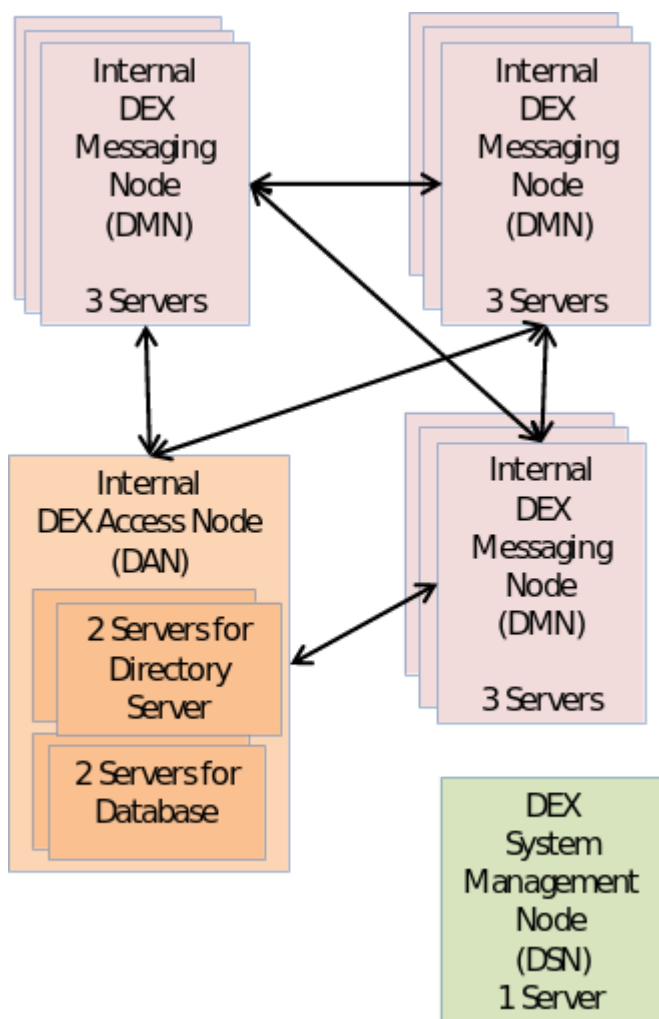 Internal
DEX
Messaging
Node
(DMN)
3 Servers
Internal
DEX
Messaging
Node
(DMN)
3 Servers
Internal
DEX Access Node
(DAN)
2 Servers for
Directory
Server
2 Servers for
Database
Internal
DEX
Messaging
Node
(DMN)
3 Servers
DEX
System
Management
Node
(DSN)
1 Server